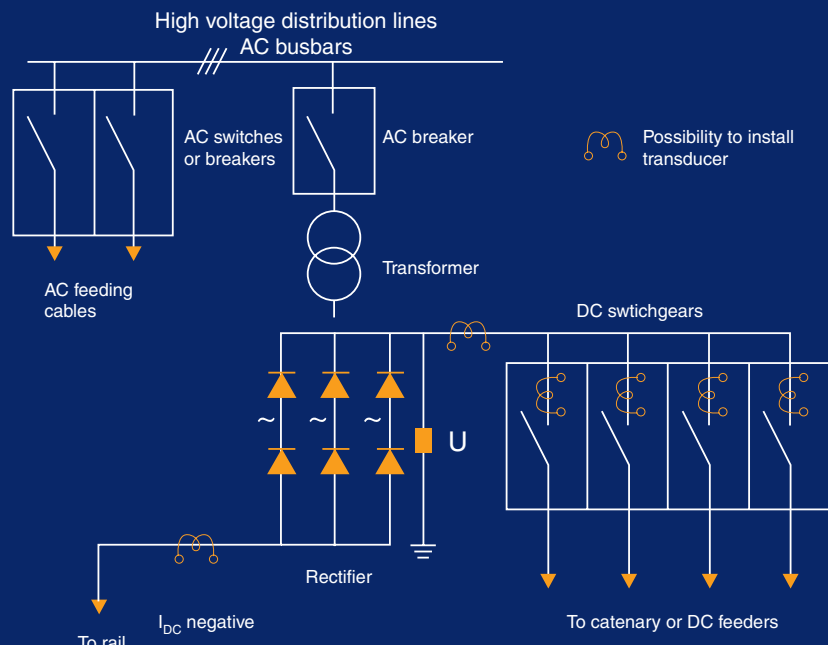 High voltage distribution lines
AC busbars
AC switches
or breakers
AC breaker
Possibility to install
transducer
Transformer
AC feeding
cables
DC swtichgears
~
~
~
U
Rectifier
I_DC negative
To rail
To catenary or DC feeders